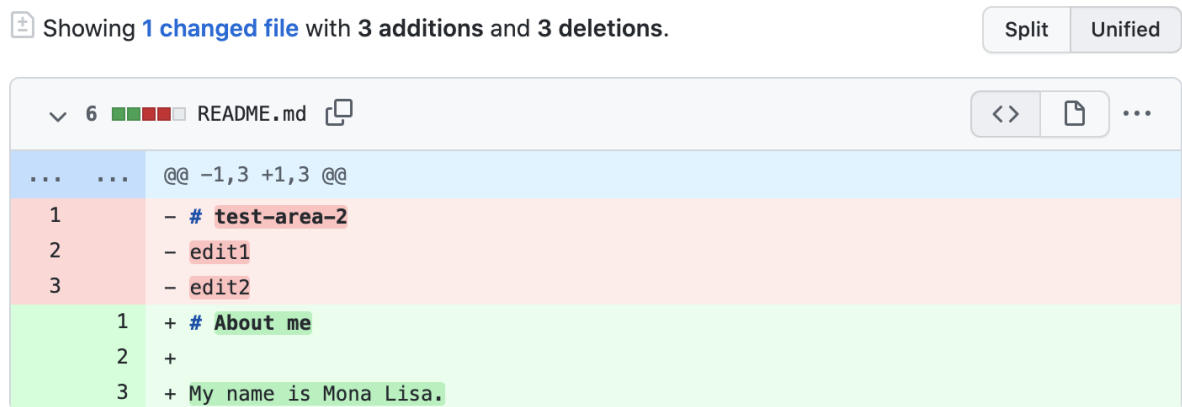 Showing 1 changed file with 3 additions and 3 deletions.
Split Unified
6 README.md
... ... @@ -1,3 +1,3 @@
1 - # test-area-2
2 - edit1
3 - edit2
1 + # About me
2 +
3 + My name is Mona Lisa.